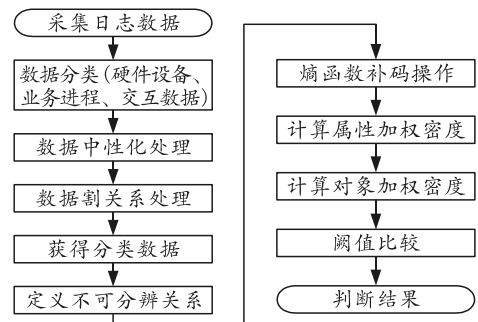 采集日志数据
数据分类(硬件设备、
业务进程、交互数据)
数据中性化处理
数据割关系处理
获得分类数据
定义不可分辨关系
熵函数补码操作
计算属性加权密度
计算对象加权密度
阙值比较
判断结果